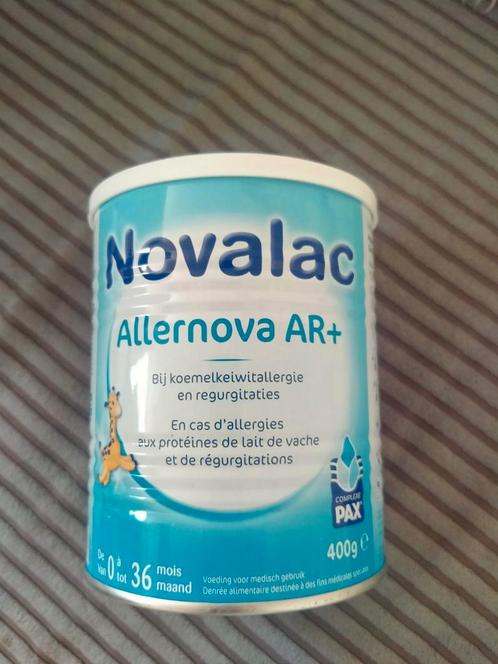 Novalac
Allernova AR+
Bij koemelkeiwitallergie
en regurgitaties
En cas d'allergies
aux protéines de lait de vache
et de régurgitations
COMPLEXE
PAX
400g e
De 0 à 36 mois
Van tot maand
Voeding voor medisch gebruik
Denrée alimentaire destinée à des fins médicales spéciales